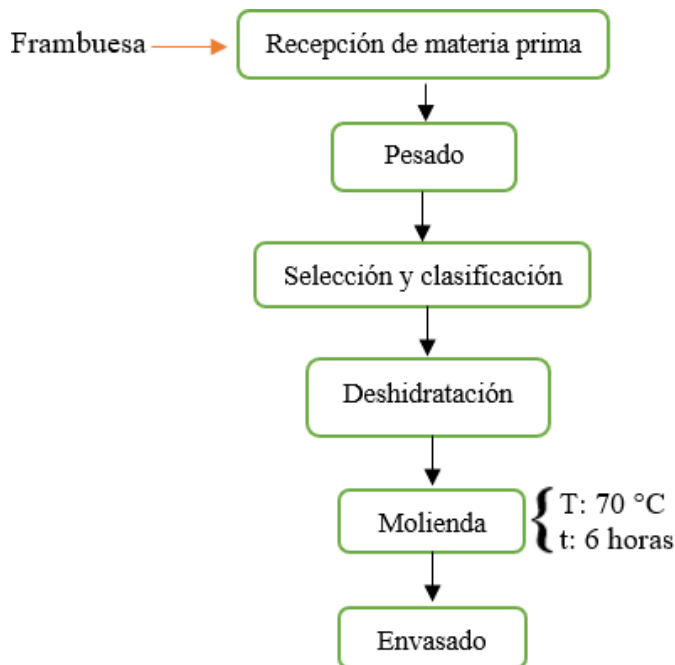 Frambuesa
Recepción de materia prima
Pesado
Selección y clasificación
Deshidratación
Molienda
T: 70 °C
t: 6 horas
Envasado